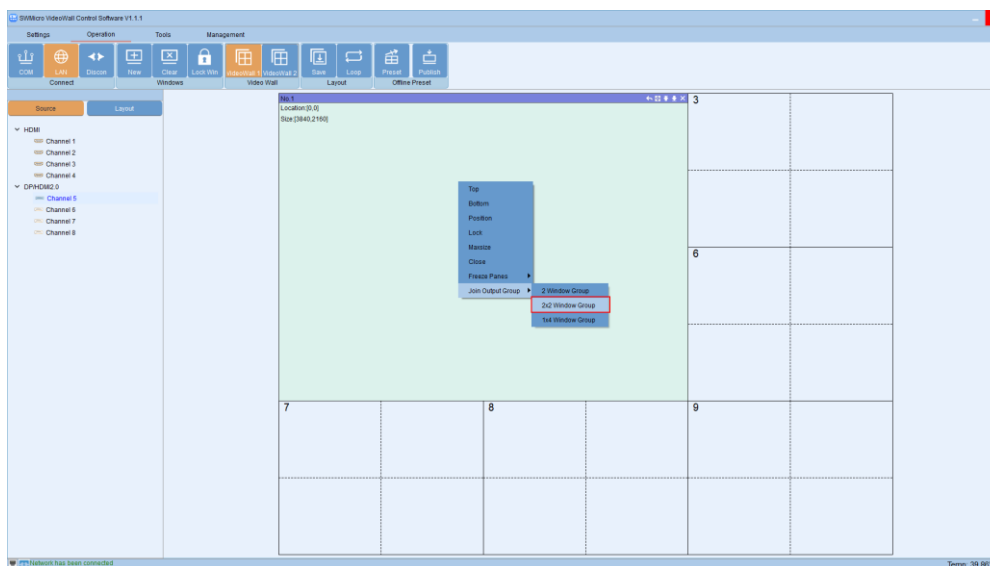 SWMicro VideoWall Control Software V1.1.1
Settings Operation Tools Management
COM LAN Discon New Clear Lock Win VideoWall 1 VideoWall 2 Save Loop Preset Publish
Connect Windows Video Wall Layout Offline Preset
Source Layout
HDMI
Channel 1
Channel 2
Channel 3
Channel 4
DP/HDMI2.0
Channel 5
Channel 6
Channel 7
Channel 8
No.1
Location:[0,0]
Size:[3840,2160]
3
Top
Bottom
Position
Lock
Maxsize
Close
Freeze Panes
Join Output Group
2 Window Group
2x2 Window Group
1x4 Window Group
6
7 8 9
Network has been connected